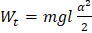 W_t = mgl α²/2